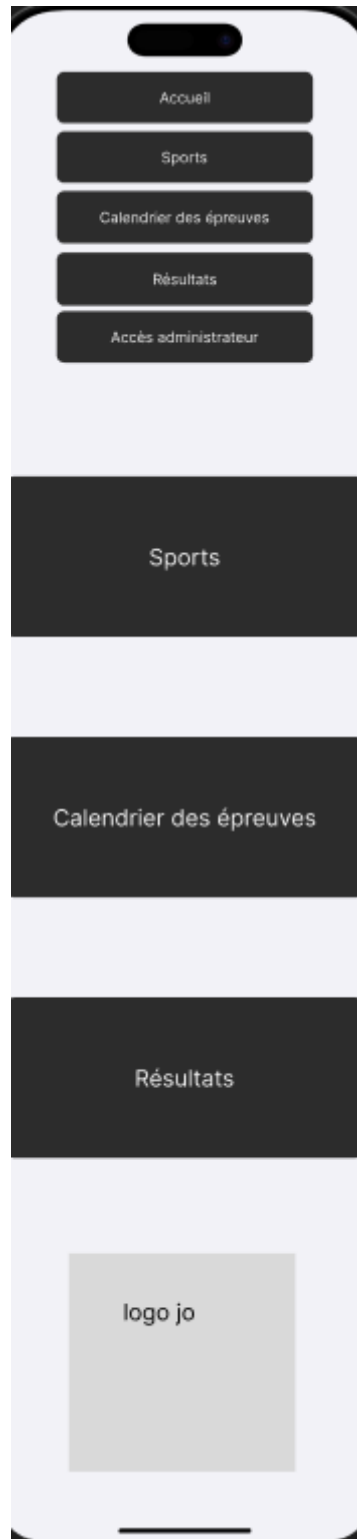 Accueil
Sports
Calendrier des épreuves
Résultats
Accès administrateur
Sports
Calendrier des épreuves
Résultats
logo jo